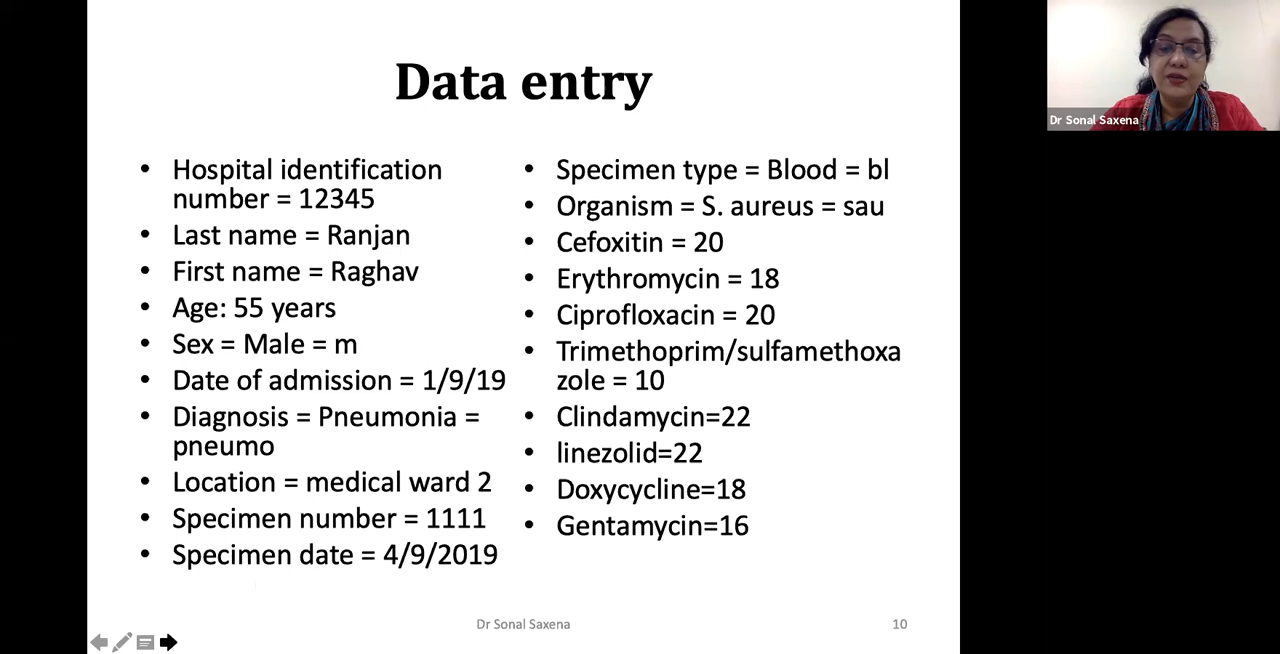 Data entry
• Hospital identification
number = 12345
• Last name = Ranjan
• First name = Raghav
• Age: 55 years
• Sex = Male = m
• Date of admission = 1/9/19
• Diagnosis = Pneumonia =
pneumo
• Location = medical ward 2
• Specimen number = 1111
• Specimen date = 4/9/2019
• Specimen type = Blood = bl
• Organism = S. aureus = sau
• Cefoxitin = 20
• Erythromycin = 18
• Ciprofloxacin = 20
• Trimethoprim/sulfamethoxa
zole = 10
• Clindamycin=22
• linezolid=22
• Doxycycline=18
• Gentamycin=16
Dr Sonal Saxena
10
Dr Sonal Saxena